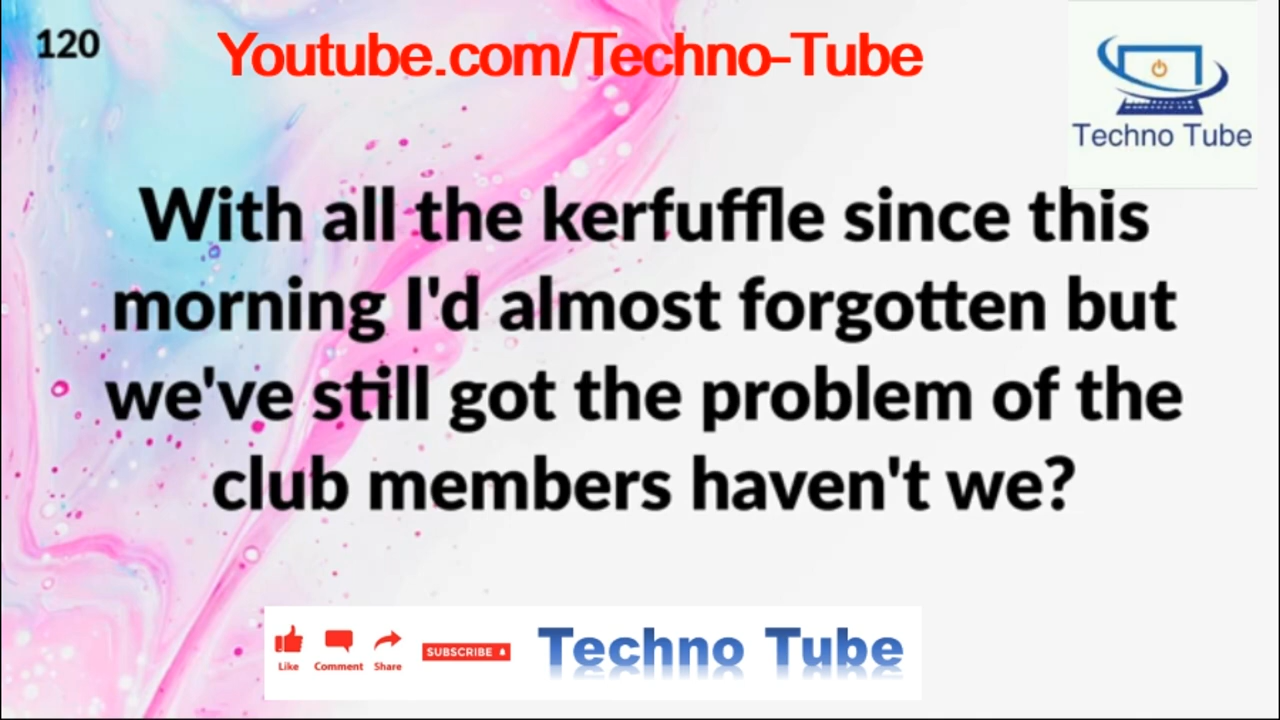 120
Youtube.com/Techno-Tube
Techno Tube
With all the kerfuffle since this
morning I'd almost forgotten but
we've still got the problem of the
club members haven't we?
Like Comment Share
SUBSCRIBE
Techno Tube